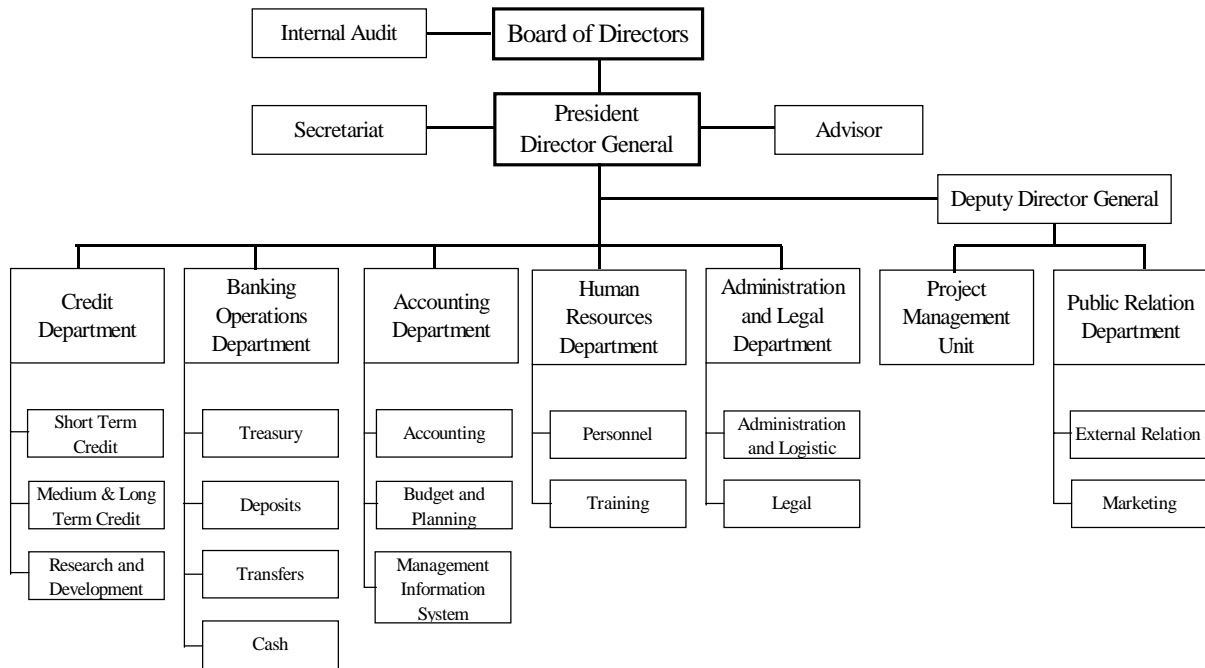 Internal Audit
Board of Directors
Secretariat
President
Director General
Advisor
Deputy Director General
Credit
Department
Banking
Operations
Department
Accounting
Department
Human
Resources
Department
Administration
and Legal
Department
Project
Management
Unit
Public Relation
Department
Short Term
Credit
Medium & Long
Term Credit
Research and
Development
Treasury
Deposits
Transfers
Cash
Accounting
Budget and
Planning
Management
Information
System
Personnel
Training
Administration
and Logistic
Legal
External Relation
Marketing